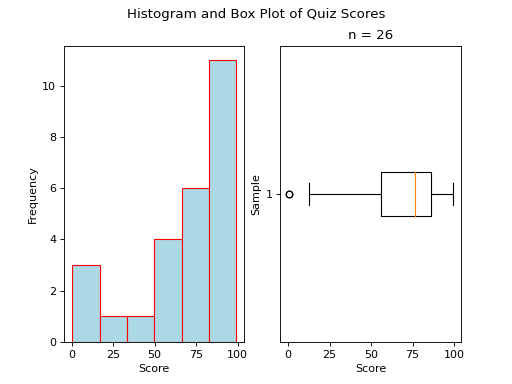 Histogram and Box Plot of Quiz Scores
n = 26
Frequency
10
8
6
4
2
0
0 25 50 75 100
Score
Sample
1
0 25 50 75 100
Score